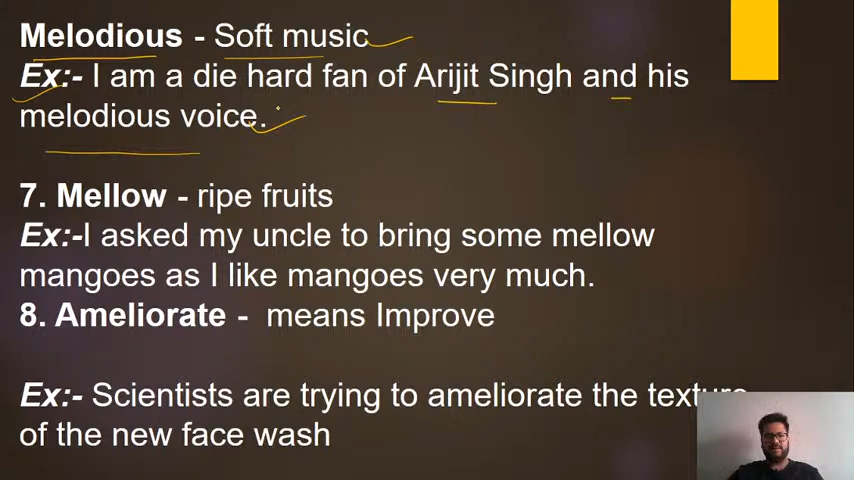 Melodious - Soft music
Ex:- I am a die hard fan of Arijit Singh and his
melodious voice.
7. Mellow - ripe fruits
Ex:-I asked my uncle to bring some mellow
mangoes as I like mangoes very much.
8. Ameliorate - means Improve
Ex:- Scientists are trying to ameliorate the texture
of the new face wash